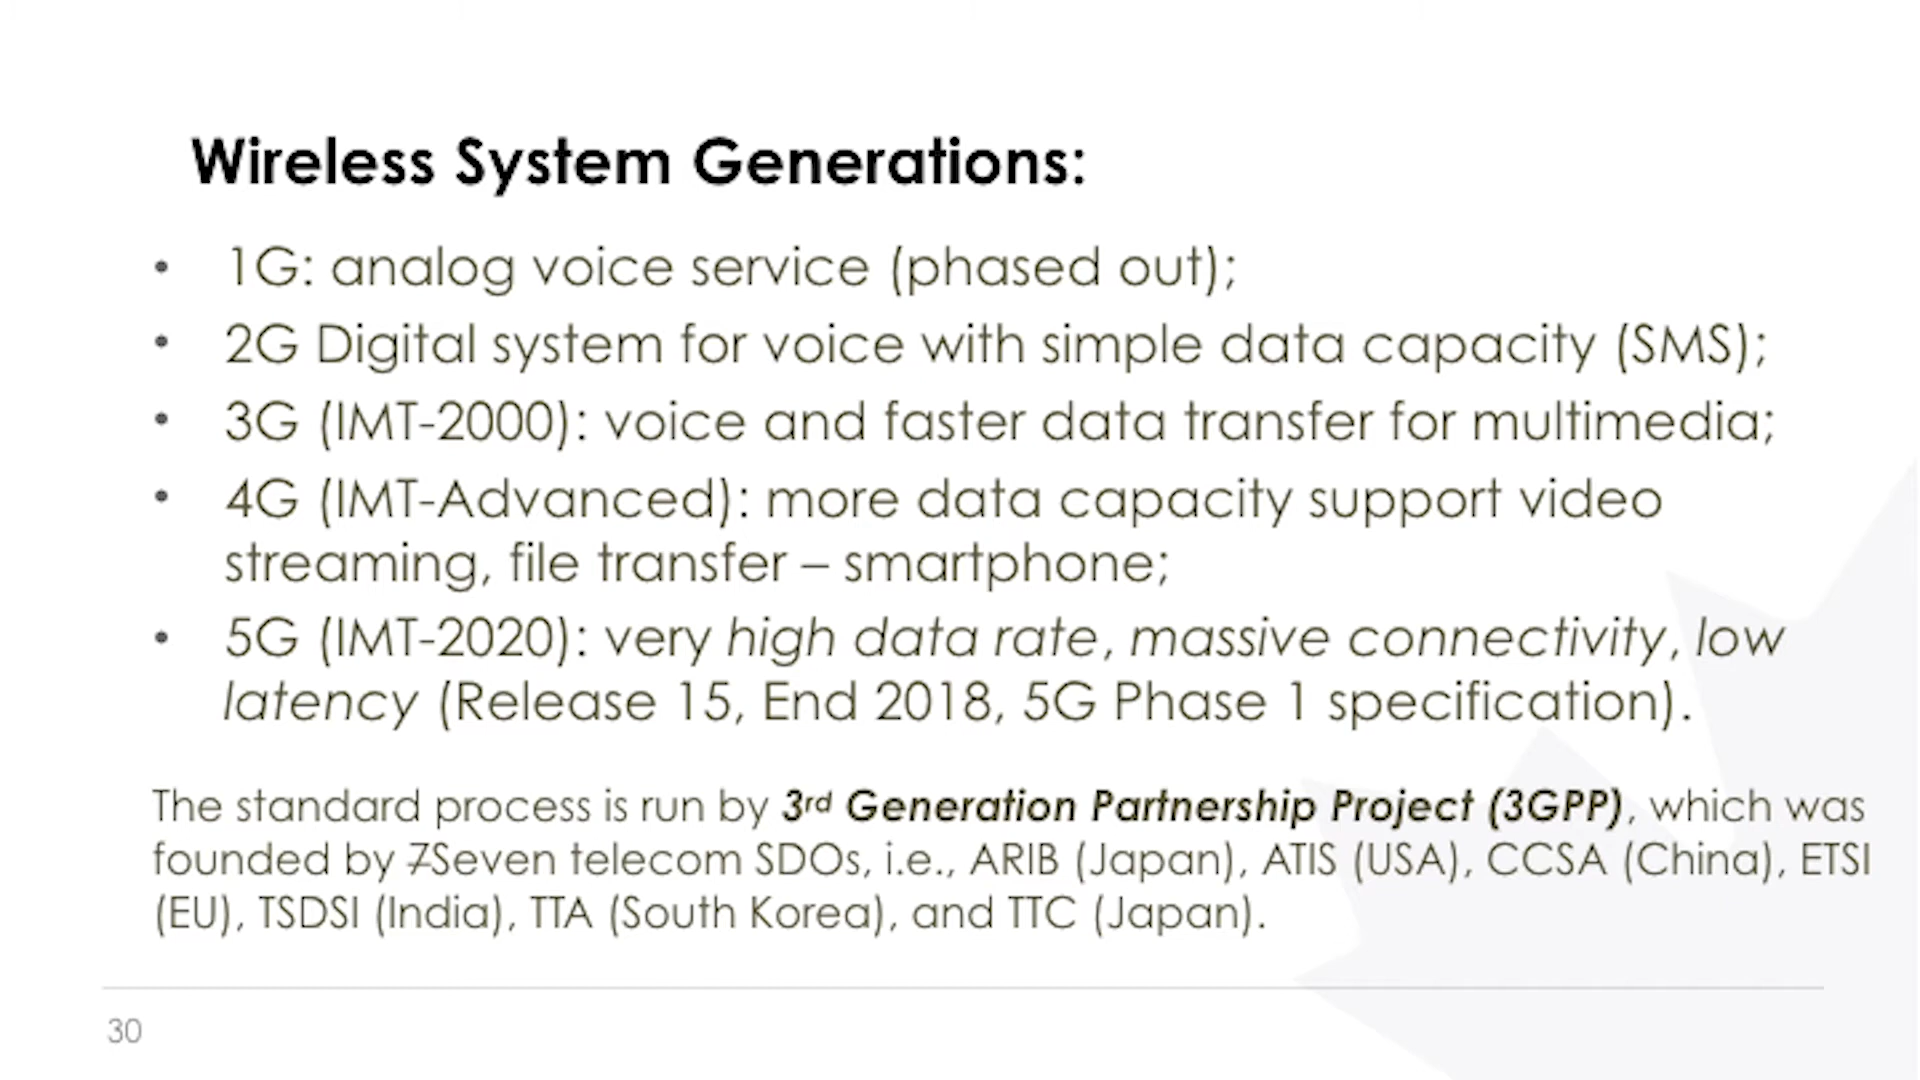 Wireless System Generations:
• 1G: analog voice service (phased out);
• 2G Digital system for voice with simple data capacity (SMS);
• 3G (IMT-2000): voice and faster data transfer for multimedia;
• 4G (IMT-Advanced): more data capacity support video
streaming, file transfer – smartphone;
• 5G (IMT-2020): very high data rate, massive connectivity, low
latency (Release 15, End 2018, 5G Phase 1 specification).
The standard process is run by 3rd Generation Partnership Project (3GPP), which was
founded by 7Seven telecom SDOs, i.e., ARIB (Japan), ATIS (USA), CCSA (China), ETSI
(EU), TSDSI (India), TTA (South Korea), and TTC (Japan).
30